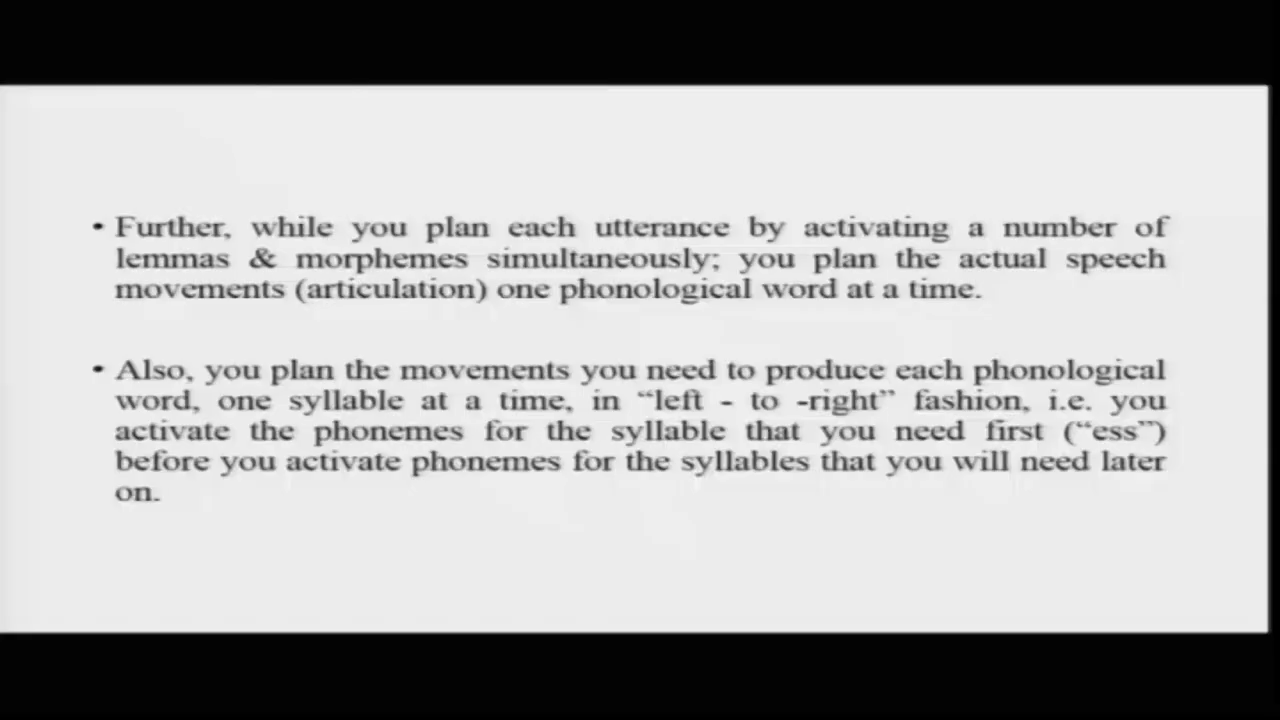 • Further, while you plan each utterance by activating a number of
lemmas & morphemes simultaneously; you plan the actual speech
movements (articulation) one phonological word at a time.
• Also, you plan the movements you need to produce each phonological
word, one syllable at a time, in “left - to -right” fashion, i.e. you
activate the phonemes for the syllable that you need first (“ess”)
before you activate phonemes for the syllables that you will need later
on.